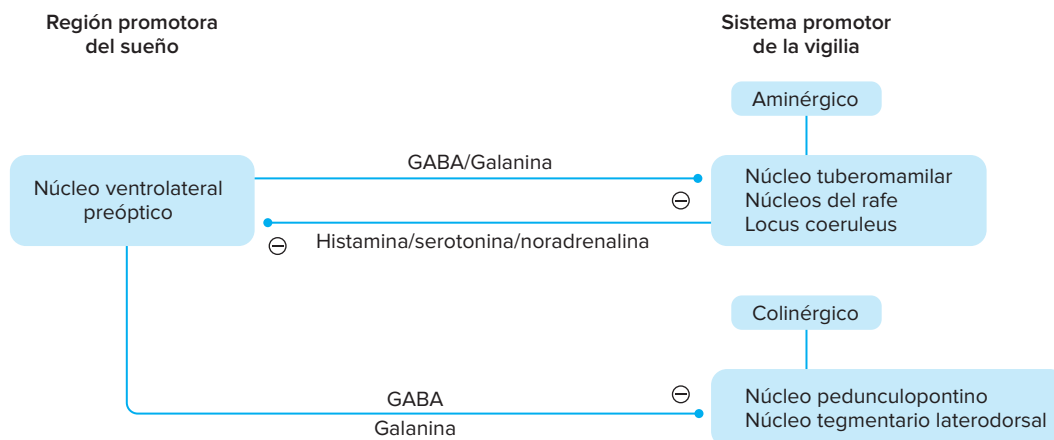 Región promotora
del sueño
Sistema promotor
de la vigilia
Aminérgico
GABA/Galanina
Núcleo ventrolateral
preóptico
Núcleo tuberomamilar
Núcleos del rafe
Locus coeruleus
Histamina/serotonina/noradrenalina
Colinérgico
GABA
Galanina
Núcleo pedunculopontino
Núcleo tegmentario laterodorsal